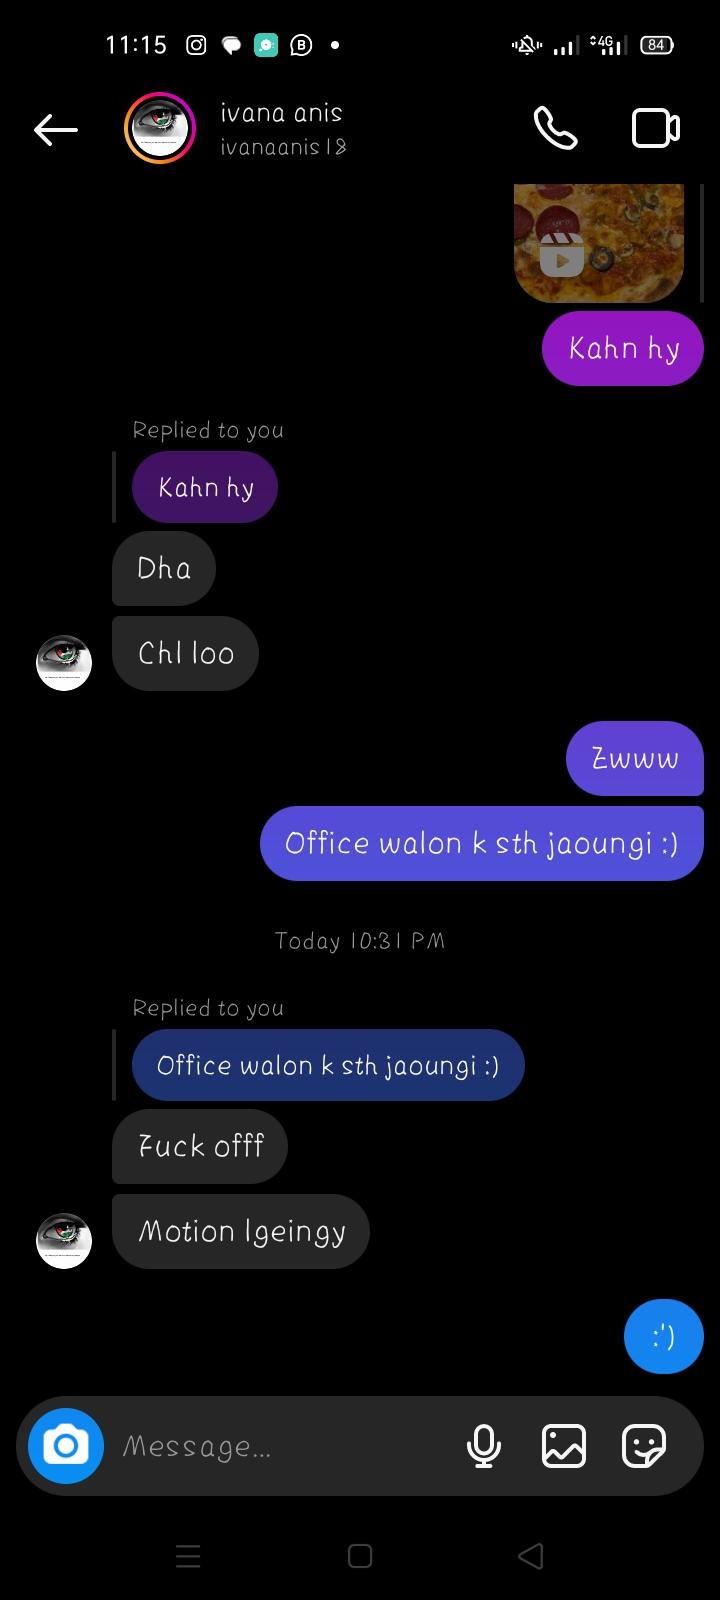 11:15
4G
84
ivana anis
ivanaanis18
Kahn hy
Replied to you
Kahn hy
Dha
Chl loo
Zwww
Office walon k sth jaoungi :)
Today 10:31 PM
Replied to you
Office walon k sth jaoungi :)
Fuck offf
Motion lgeingy
:')
Message...